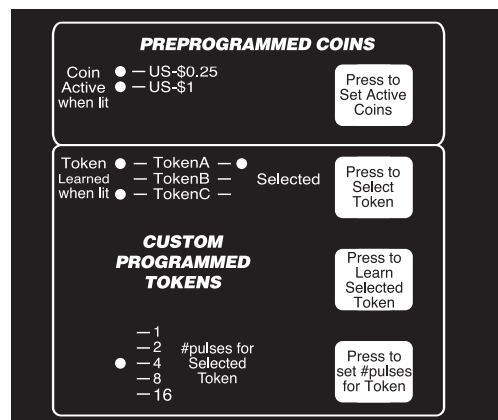 PREPROGRAMMED COINS
Coin ● — US-$0.25
Active ● — US-$1
when lit
Press to
Set Active
Coins
Token ● — TokenA — ●
Learned — TokenB — Selected
when lit ● — TokenC —
Press to
Select
Token
CUSTOM
PROGRAMMED
TOKENS
Press to
Learn
Selected
Token
— 1
— 2 #pulses for
● — 4 Selected
— 8 Token
— 16
Press to
set #pulses
for Token